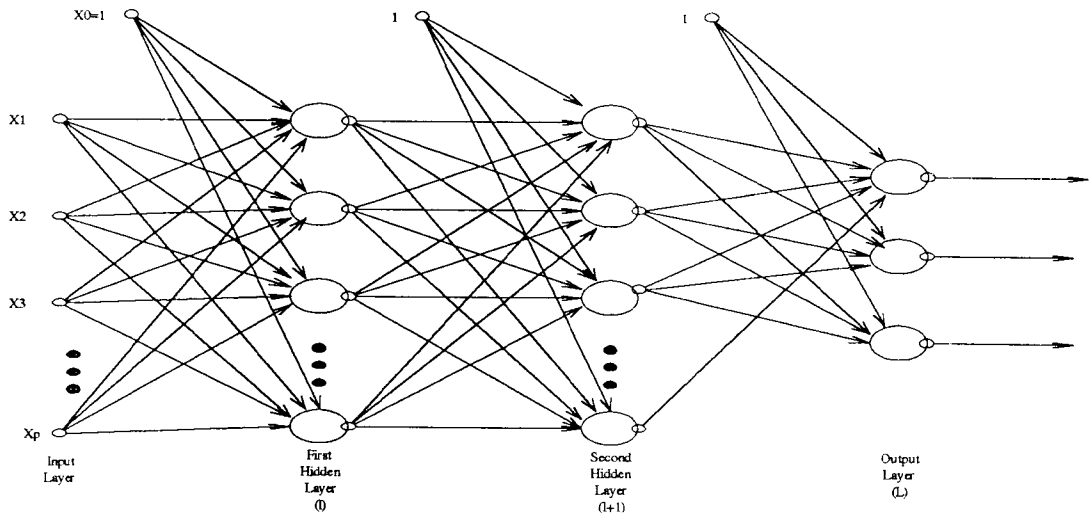 X0=1
1
1
X1
X2
X3
Xp
Input
Layer
First
Hidden
Layer
(l)
Second
Hidden
Layer
(l+1)
Output
Layer
(L)